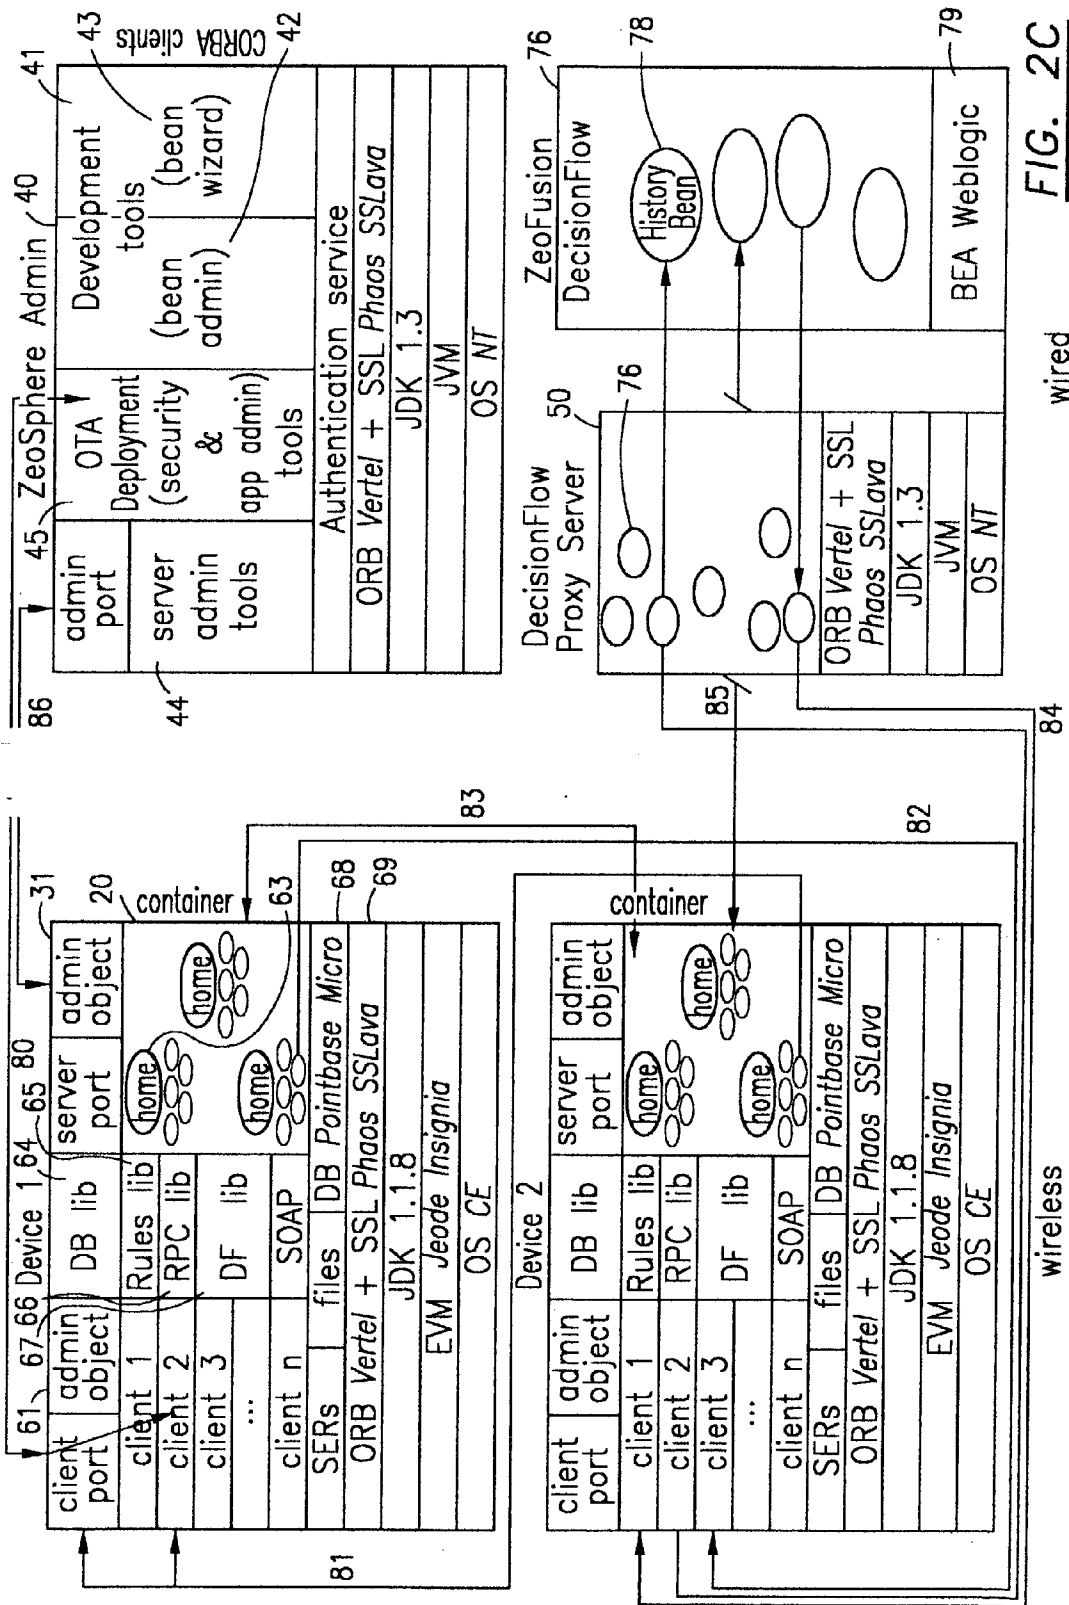 86
ZeoSphere Admin 40
41
43
42
CORBA
clients
45
44
admin
port
server
admin
tools
OTA
Deployment
(security
&
app admin)
tools
Development
tools
(bean
admin)
(bean
wizard)
Authentication service
ORB Vertel + SSL Phaos SSLava
JDK 1.3
JVM
OS NT
61
67
66
Device 1
64
65
80
31
20
container
63
68
69
83
81
client
port
admin
object
DB lib
server
port
admin
object
client 1
client 2
client 3
...
client n
Rules lib
RPC lib
DF lib
SOAP
home
home
home
SERs
files
DB Pointbase Micro
ORB Vertel + SSL Phaos SSLava
JDK 1.1.8
EVM Jeode Insignia
OS CE
Device 2
container
82
client
port
admin
object
DB lib
server
port
admin
object
client 1
client 2
client 3
...
client n
Rules lib
RPC lib
DF lib
SOAP
home
home
home
SERs
files
DB Pointbase Micro
ORB Vertel + SSL Phaos SSLava
JDK 1.1.8
EVM Jeode Insignia
OS CE
wireless
84
85
DecisionFlow
Proxy Server
76
50
ORB Vertel + SSL
Phaos SSLava
JDK 1.3
JVM
OS NT
ZeoFusion
DecisionFlow
76
78
79
History
Bean
BEA Weblogic
wired
FIG. 2C